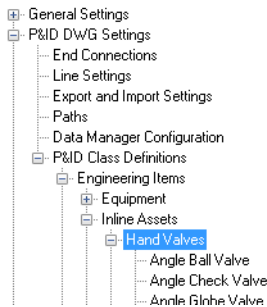 General Settings
P&ID DWG Settings
End Connections
Line Settings
Export and Import Settings
Paths
Data Manager Configuration
P&ID Class Definitions
Engineering Items
Equipment
Inline Assets
Hand Valves
Angle Ball Valve
Angle Check Valve
Angle Globe Valve